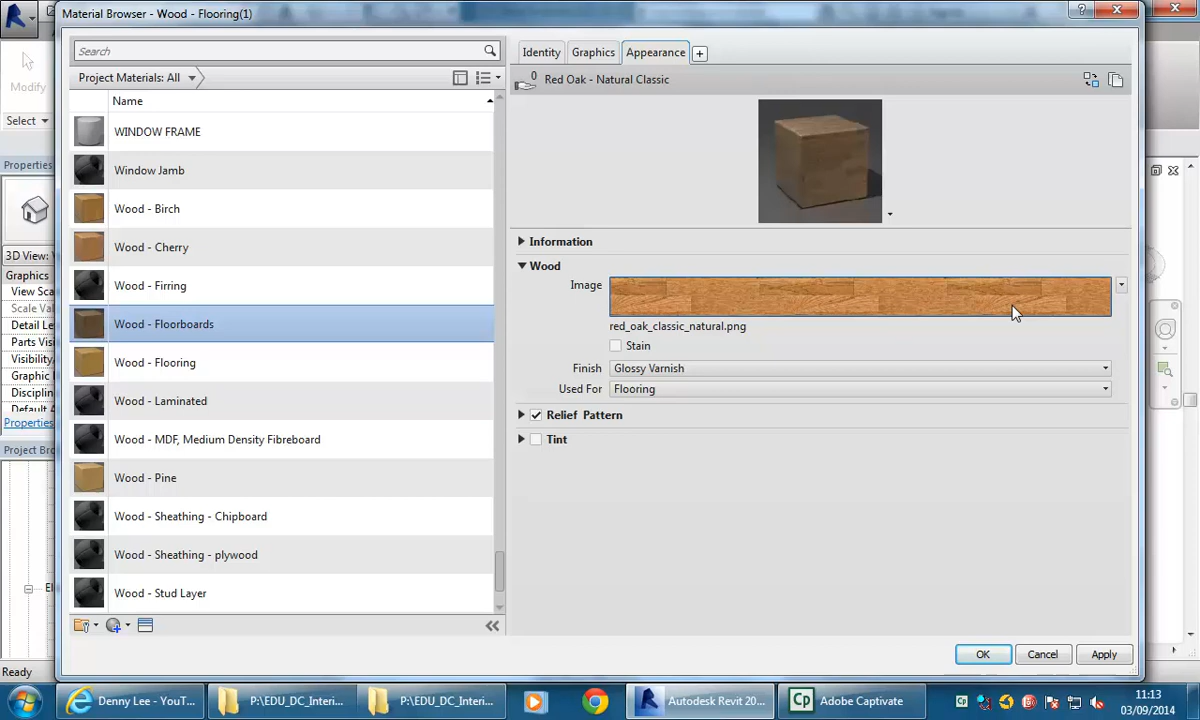 Material Browser - Wood - Flooring(1)
Search
Project Materials: All
Name
WINDOW FRAME
Window Jamb
Wood - Birch
Wood - Cherry
Wood - Firring
Wood - Floorboards
Wood - Flooring
Wood - Laminated
Wood - MDF, Medium Density Fibreboard
Wood - Pine
Wood - Sheathing - Chipboard
Wood - Sheathing - plywood
Wood - Stud Layer
Identity Graphics Appearance
0 Red Oak - Natural Classic
Information
Wood
Image
red_oak_classic_natural.png
Stain
Finish Glossy Varnish
Used For Flooring
Relief Pattern
Tint
OK Cancel Apply
Modify
Select
Properties
3D View:
Graphics
View Sca
Scale Val
Detail Le
Parts Visi
Visibility
Graphic
Disciplin
Default A
Properties
Project Bro
El
Ready
Denny Lee - YouT...
P:\EDU_DC_Interi...
P:\EDU_DC_Interi...
Autodesk Revit 20...
Cp Adobe Captivate
Cp
11:13
03/09/2014